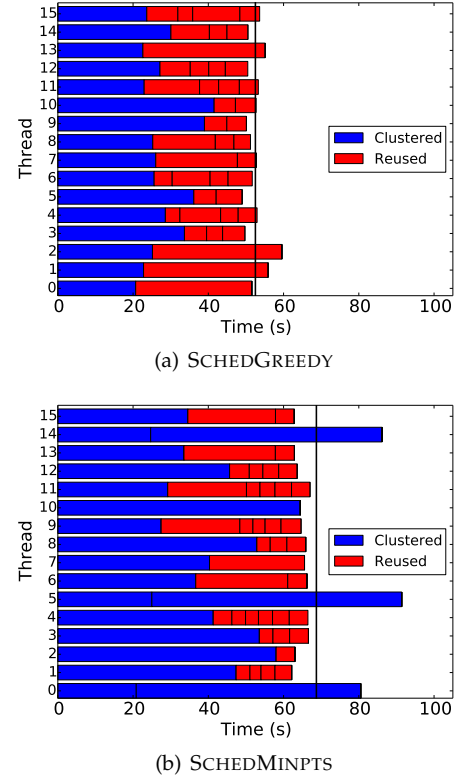 15
14
13
12
11
10
9
8
7
6
5
4
3
2
1
0
Thread
Clustered
Reused
0 20 40 60 80 100
Time (s)
(a) SCHEDGREEDY
15
14
13
12
11
10
9
8
7
6
5
4
3
2
1
0
Thread
Clustered
Reused
0 20 40 60 80 100
Time (s)
(b) SCHEDMINPTS